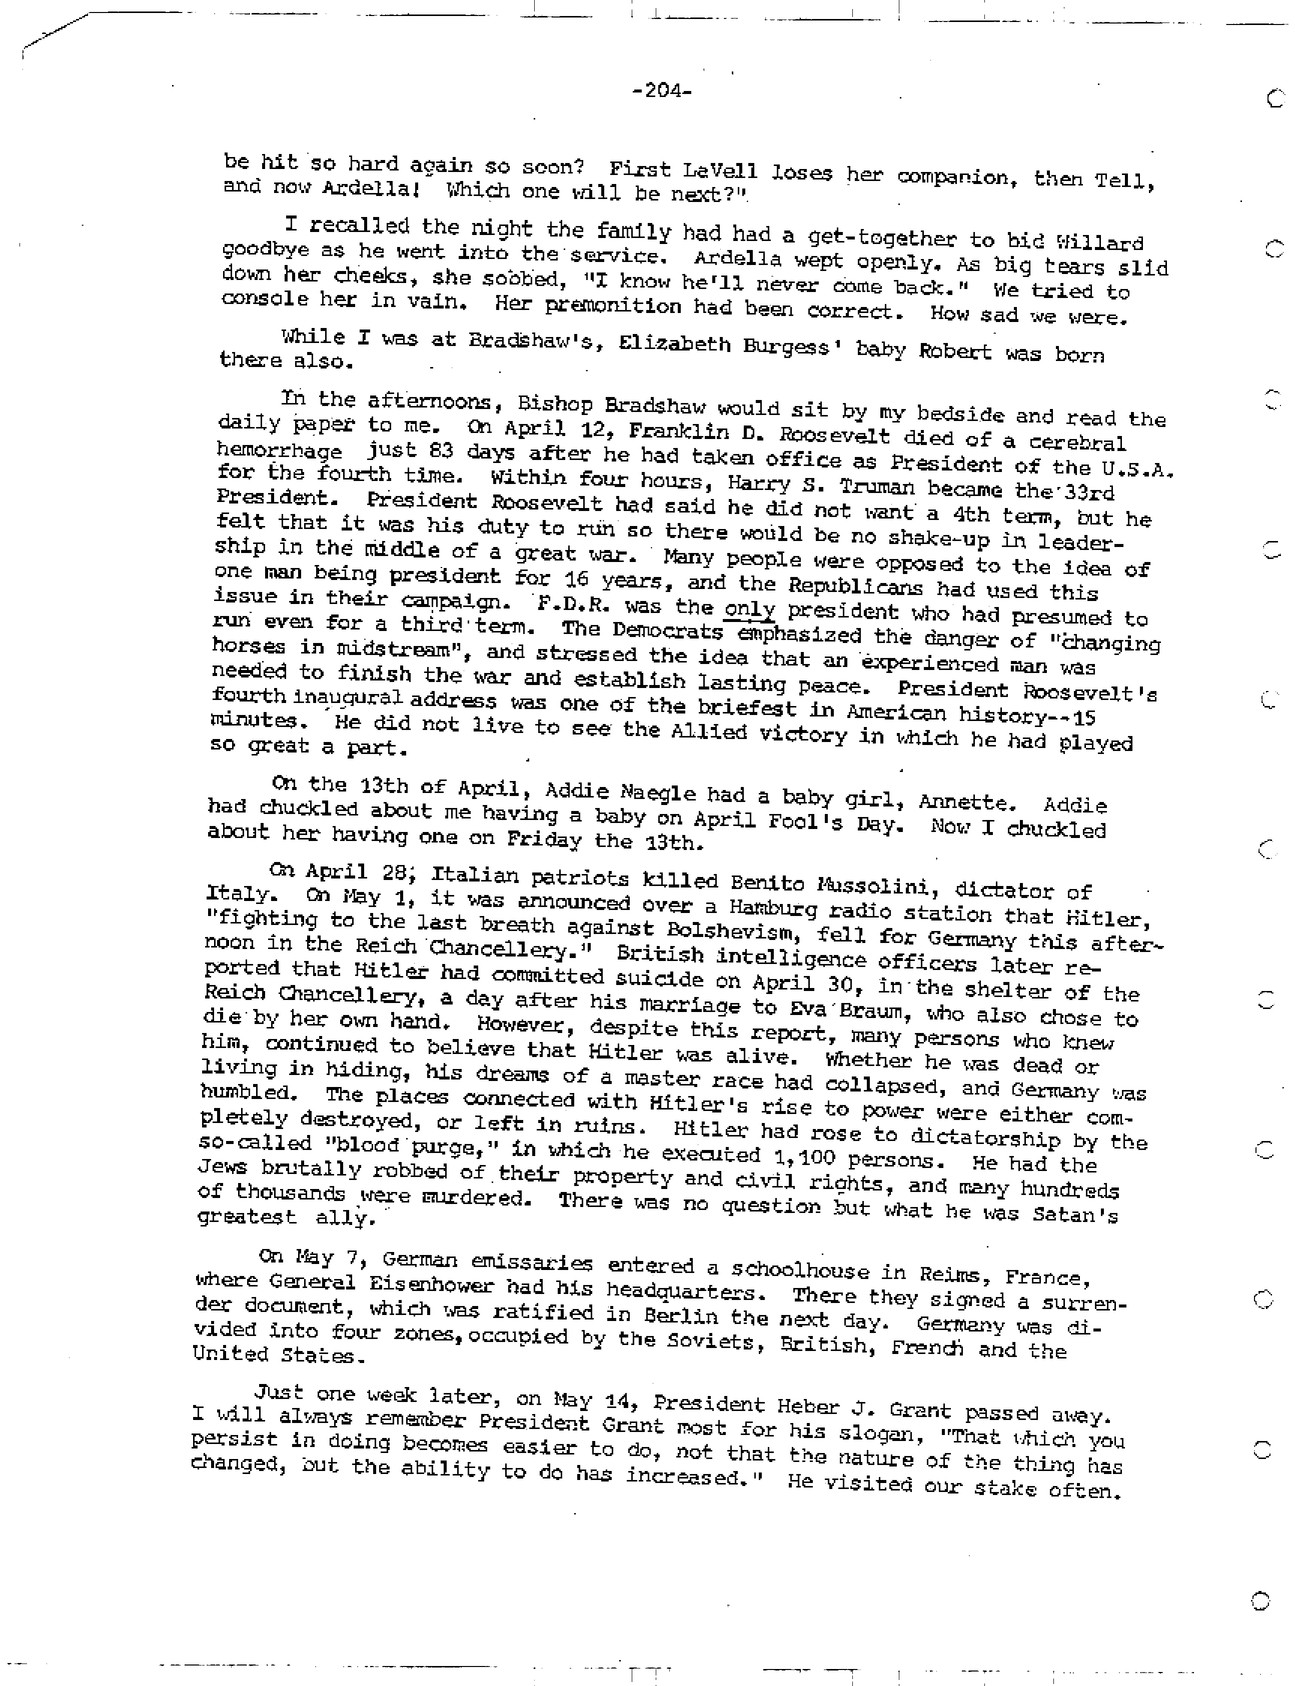 -204-
be hit so hard again so soon? First LaVell loses her companion, then Tell,
and now Ardella! Which one will be next?"
I recalled the night the family had had a get-together to bid Willard
goodbye as he went into the service. Ardella wept openly. As big tears slid
down her cheeks, she sobbed, "I know he'll never come back." We tried to
console her in vain. Her premonition had been correct. How sad we were.
While I was at Bradshaw's, Elizabeth Burgess' baby Robert was born
there also.
In the afternoons, Bishop Bradshaw would sit by my bedside and read the
daily paper to me. On April 12, Franklin D. Roosevelt died of a cerebral
hemorrhage just 83 days after he had taken office as President of the U.S.A.
for the fourth time. Within four hours, Harry S. Truman became the 33rd
President. President Roosevelt had said he did not want a 4th term, but he
felt that it was his duty to run so there would be no shake-up in leader-
ship in the middle of a great war. Many people were opposed to the idea of
one man being president for 16 years, and the Republicans had used this
issue in their campaign. F.D.R. was the only president who had presumed to
run even for a third term. The Democrats emphasized the danger of "changing
horses in midstream", and stressed the idea that an experienced man was
needed to finish the war and establish lasting peace. President Roosevelt's
fourth inaugural address was one of the briefest in American history--15
minutes. He did not live to see the Allied victory in which he had played
so great a part.
On the 13th of April, Addie Naegle had a baby girl, Annette. Addie
had chuckled about me having a baby on April Fool's Day. Now I chuckled
about her having one on Friday the 13th.
On April 28, Italian patriots killed Benito Mussolini, dictator of
Italy. On May 1, it was announced over a Hamburg radio station that Hitler,
"fighting to the last breath against Bolshevism, fell for Germany this after-
noon in the Reich Chancellery." British intelligence officers later re-
ported that Hitler had committed suicide on April 30, in the shelter of the
Reich Chancellery, a day after his marriage to Eva Braum, who also chose to
die by her own hand. However, despite this report, many persons who knew
him, continued to believe that Hitler was alive. Whether he was dead or
living in hiding, his dreams of a master race had collapsed, and Germany was
humbled. The places connected with Hitler's rise to power were either com-
pletely destroyed, or left in ruins. Hitler had rose to dictatorship by the
so-called "blood purge," in which he executed 1,100 persons. He had the
Jews brutally robbed of their property and civil rights, and many hundreds
of thousands were murdered. There was no question but what he was Satan's
greatest ally.
On May 7, German emissaries entered a schoolhouse in Reims, France,
where General Eisenhower had his headquarters. There they signed a surren-
der document, which was ratified in Berlin the next day. Germany was di-
vided into four zones, occupied by the Soviets, British, French and the
United States.
Just one week later, on May 14, President Heber J. Grant passed away.
I will always remember President Grant most for his slogan, "That which you
persist in doing becomes easier to do, not that the nature of the thing has
changed, but the ability to do has increased." He visited our stake often.